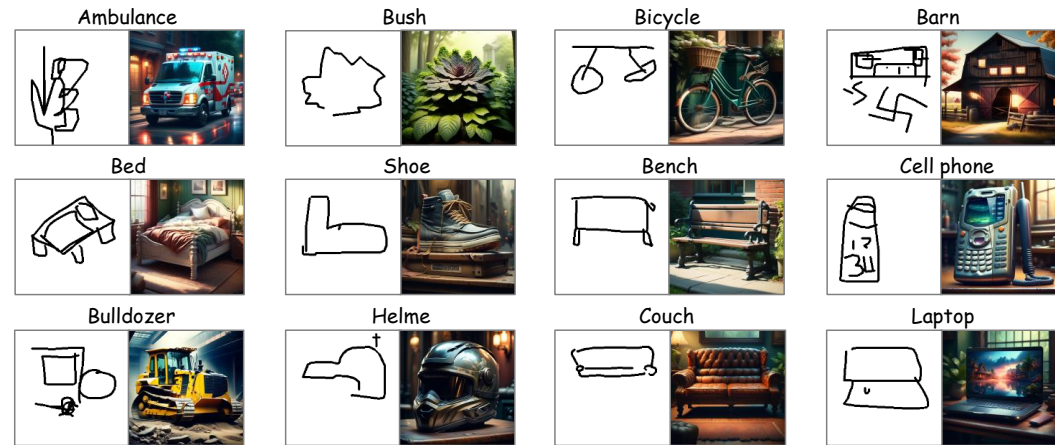 Ambulance
Bush
Bicycle
Barn
Bed
Shoe
Bench
Cell phone
Bulldozer
Helme
Couch
Laptop